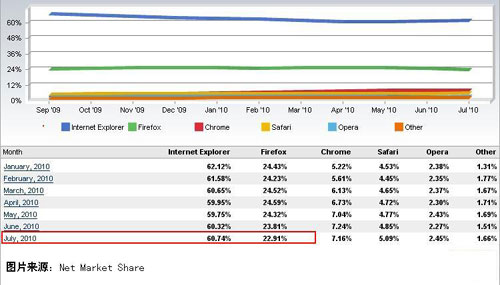 60%
48%
36%
24%
12%
0%
Sep '09 Oct '09 Nov '09 Dec '09 Jan '10 Feb '10 Mar '10 Apr '10 May '10 Jun '10 Jul '10
Internet Explorer Firefox Chrome Safari Opera Other
Month Internet Explorer Firefox Chrome Safari Opera Other
January, 2010 62.12% 24.43% 5.22% 4.53% 2.38% 1.31%
February, 2010 61.58% 24.23% 5.61% 4.45% 2.35% 1.77%
March, 2010 60.65% 24.52% 6.13% 4.65% 2.37% 1.67%
April, 2010 59.95% 24.59% 6.73% 4.72% 2.30% 1.71%
May, 2010 59.75% 24.32% 7.04% 4.77% 2.43% 1.69%
June, 2010 60.32% 23.81% 7.24% 4.85% 2.27% 1.51%
July, 2010 60.74% 22.91% 7.16% 5.09% 2.45% 1.66%
图片来源：Net Market Share